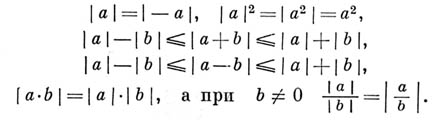 |a|=|−a|, |a|²=|a²|=a²,
|a|−|b|⩽|a+b|⩽|a|+|b|,
|a|−|b|⩽|a−b|⩽|a|+|b|,
|a·b|=|a|·|b|, а при b≠0 |a|/|b|=|a/b|.